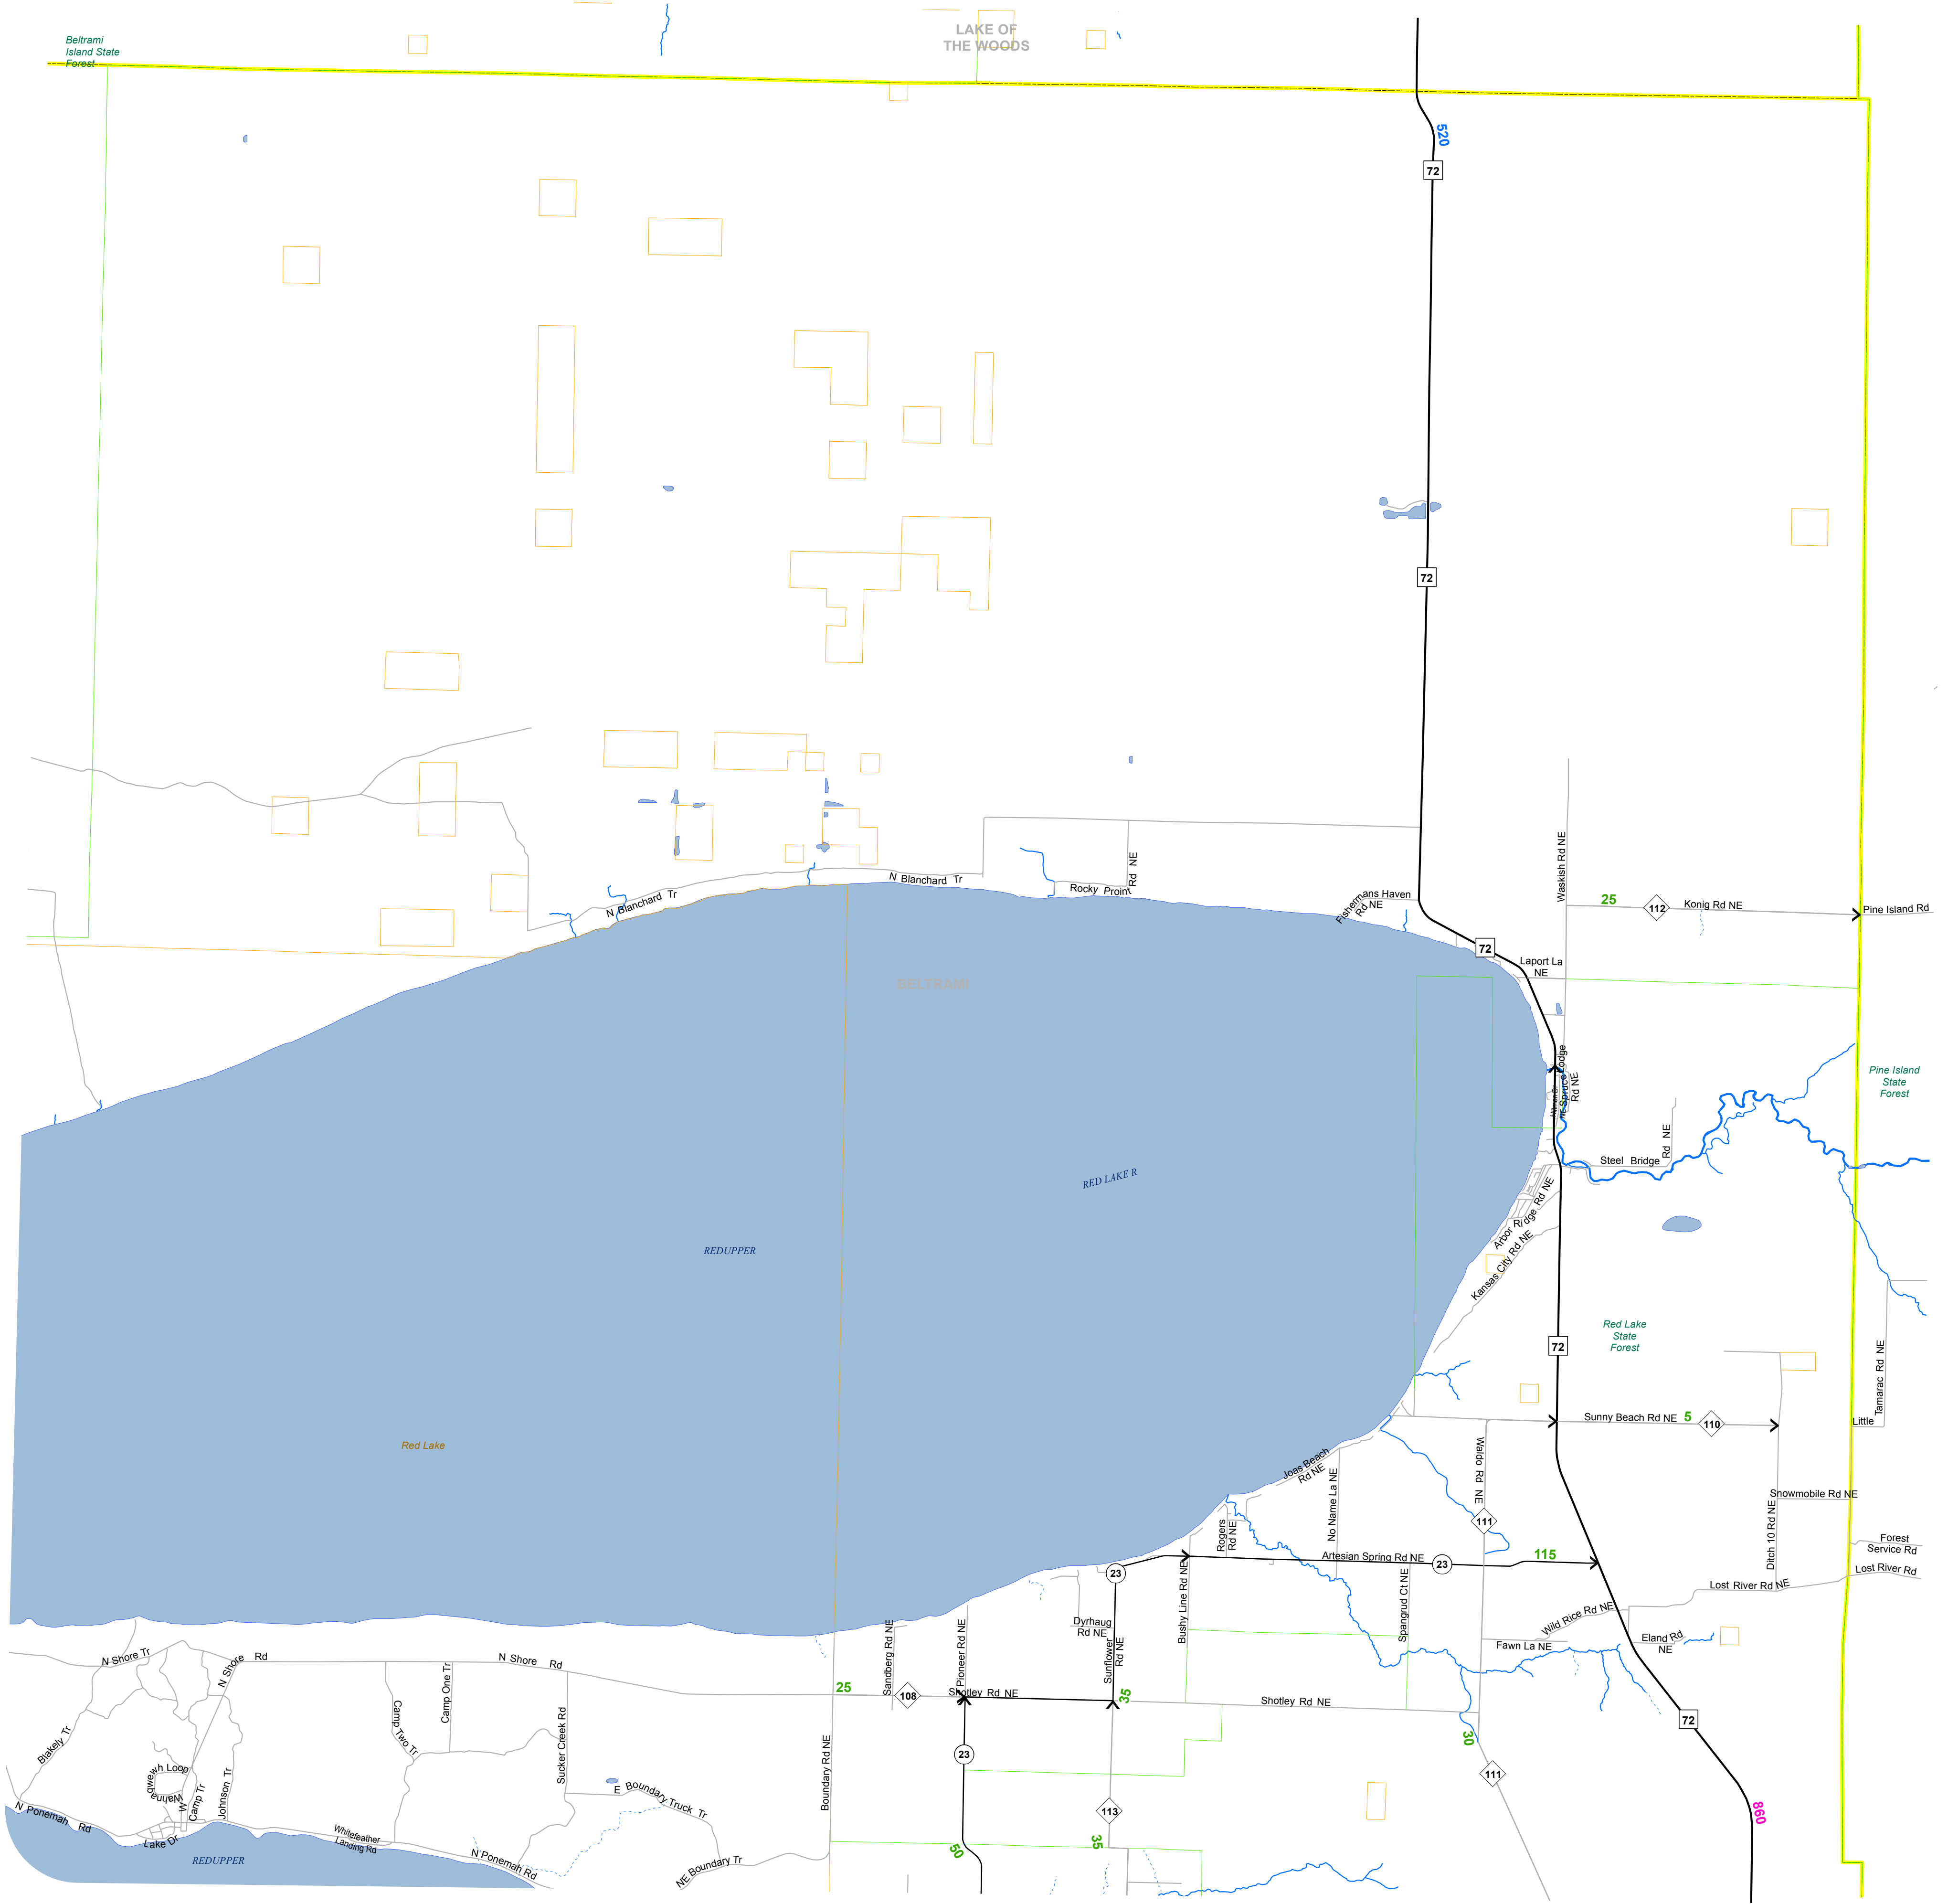 Beltrami
Island State
Forest
LAKE OF
THE WOODS
520
72
72
N Blanchard Tr
N Blanchard Tr
Rocky Proint
Rd NE
Fishermans Haven
Rd NE
72
Waskish Rd NE
25
112
Konig Rd NE
Pine Island Rd
Laport La
NE
BELTRAMI
Spruce Lodge
Rd NE
Pine Island
State
Forest
Steel Bridge
Rd NE
RED LAKE R
REDUPPER
Arbor Ridge Rd NE
Kansas City Rd NE
72
Red Lake
State
Forest
Little
Tamarac Rd NE
Sunny Beach Rd NE
5
110
Red Lake
Joas Beach
Rd NE
No Name La NE
Waldo Rd NE
111
Snowmobile Rd NE
Ditch 10 Rd NE
Forest
Service Rd
Lost River Rd
Lost River Rd NE
Rogers
Rd NE
Artesian Spring Rd NE
23
115
23
Bushy Line Rd NE
Spangrud Ct NE
Dyrhaug
Rd NE
Sunflower
Rd NE
Wild Rice Rd NE
Fawn La NE
Eland Rd
NE
Sandberg Rd NE
Pioneer Rd NE
N Shore Tr
N Shore Rd
N Shore Rd
25
108
Shotley Rd NE
35
Shotley Rd NE
30
72
Blakely Tr
Camp Two Tr
Camp One Tr
Sucker Creek Rd
Boundary Rd NE
23
111
Wahna
wh Loop
W
Camp Tr
Johnson Tr
E Boundary Truck Tr
113
860
N Ponemah Rd
Lake Dr
Whitefeather
Landing Rd
N Ponemah Rd
NE Boundary Tr
50
35
REDUPPER